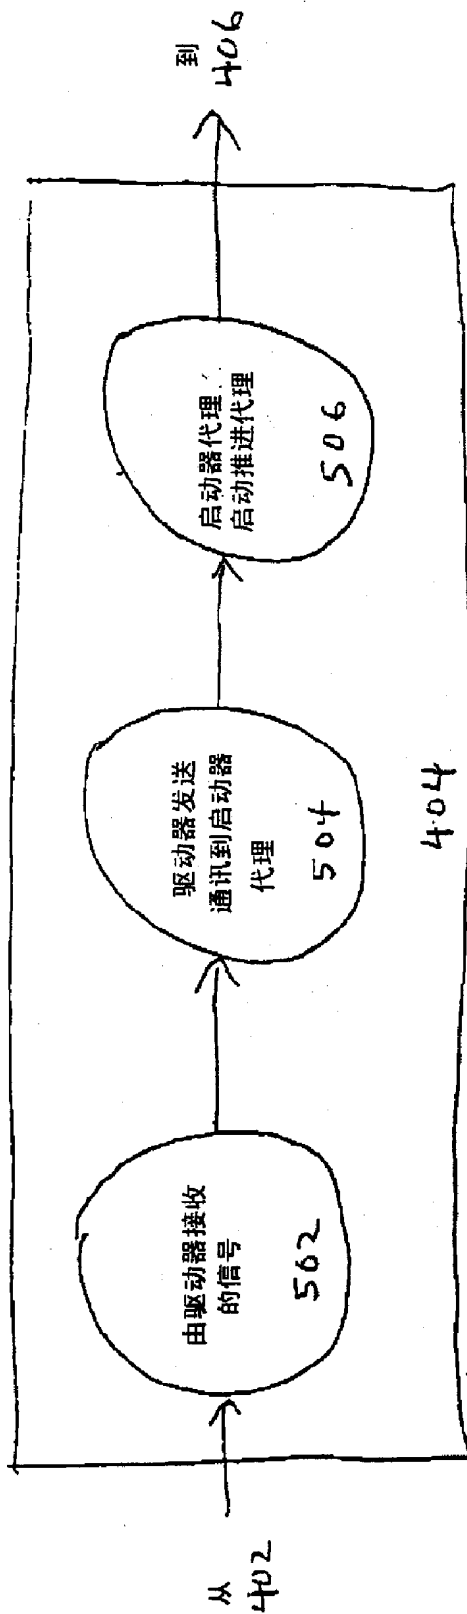 从
402
由驱动器接收
的信号
502
驱动器发送
通讯到启动器
代理
504
启动器代理
启动推进代理
506
404
到
406